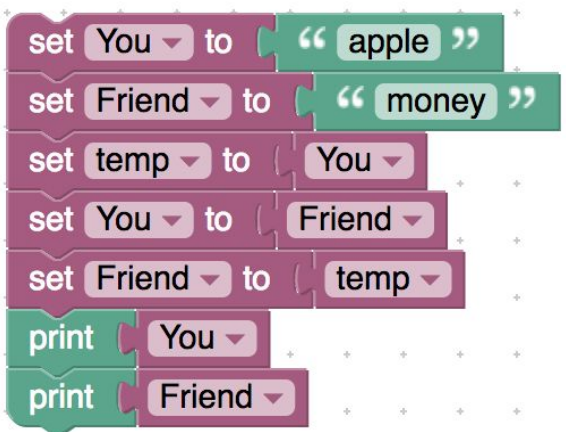 set You to “ apple ”
set Friend to “ money ”
set temp to You
set You to Friend
set Friend to temp
print You
print Friend